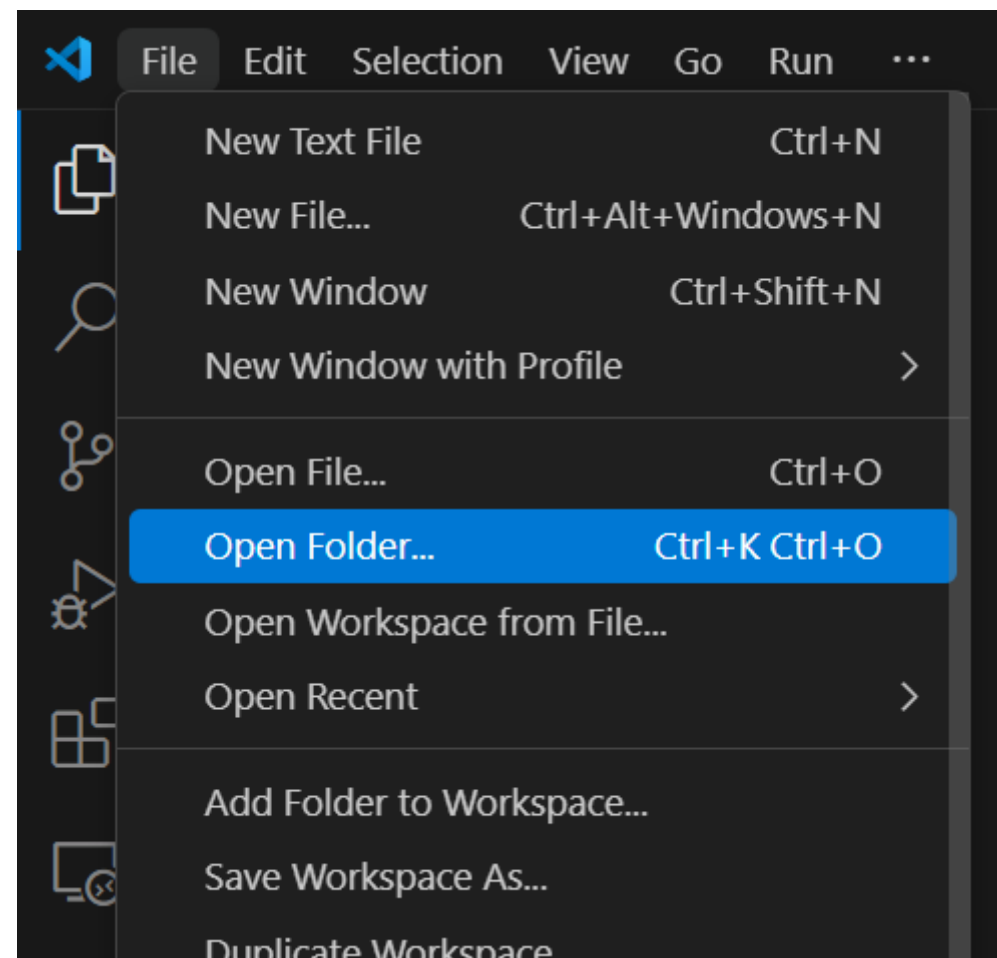 File Edit Selection View Go Run ...
New Text File Ctrl+N
New File... Ctrl+Alt+Windows+N
New Window Ctrl+Shift+N
New Window with Profile
Open File... Ctrl+O
Open Folder... Ctrl+K Ctrl+O
Open Workspace from File...
Open Recent
Add Folder to Workspace...
Save Workspace As...
Duplicate Workspace